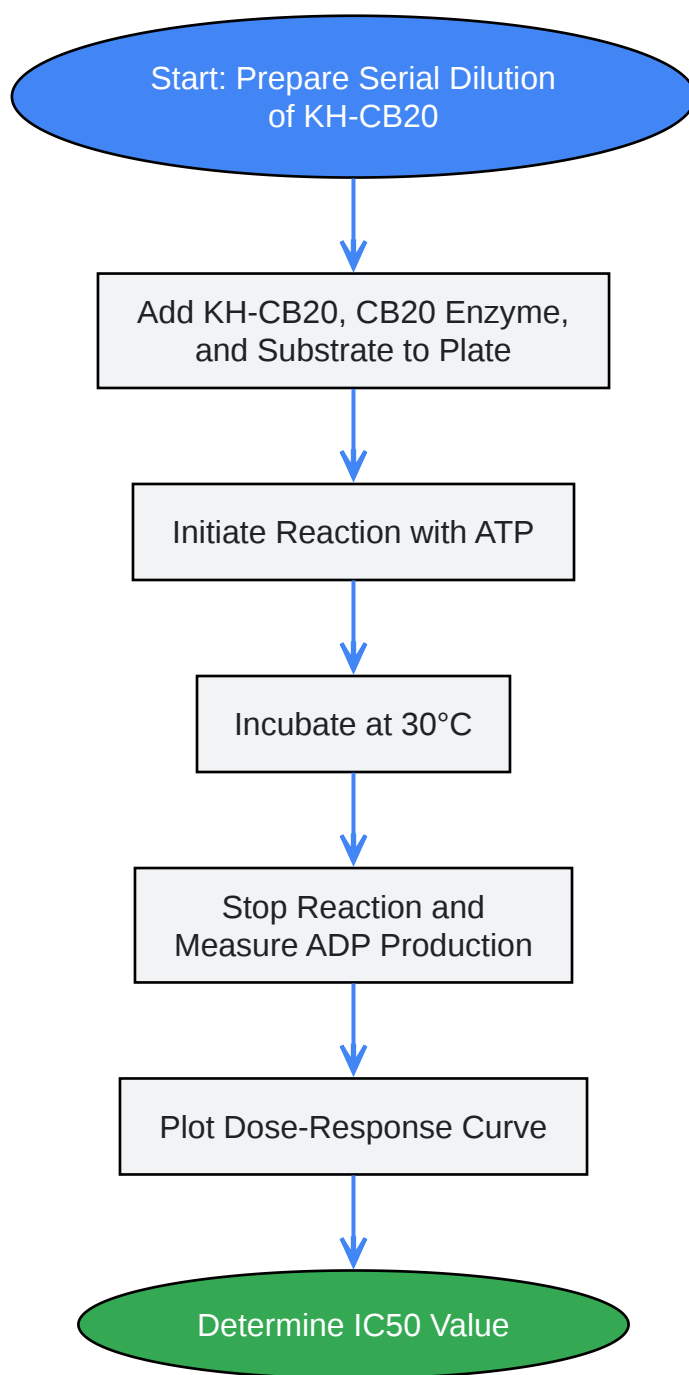 Start: Prepare Serial Dilution
of KH-CB20
Add KH-CB20, CB20 Enzyme,
and Substrate to Plate
Initiate Reaction with ATP
Incubate at 30°C
Stop Reaction and
Measure ADP Production
Plot Dose-Response Curve
Determine IC50 Value